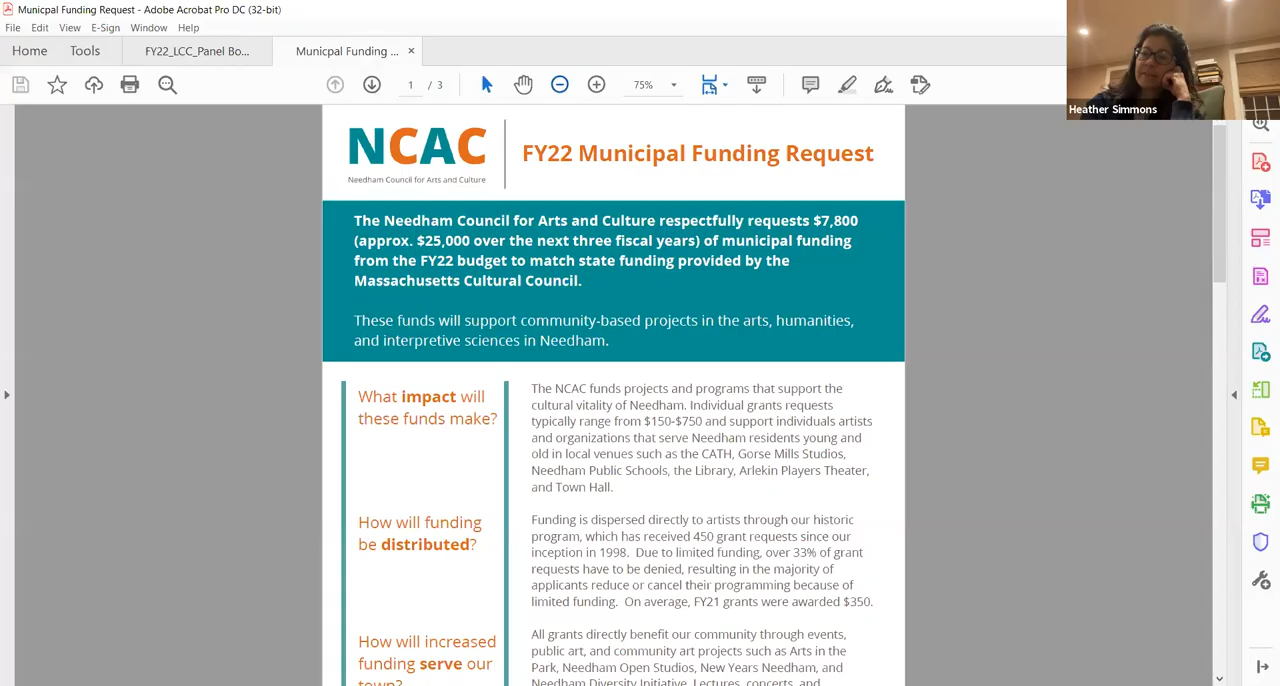 Municpal Funding Request - Adobe Acrobat Pro DC (32-bit)
File Edit View E-Sign Window Help
Home Tools FY22_LCC_Panel Bo... Municpal Funding ... ×
1 / 3 75%
Heather Simmons
NCAC
Needham Council for Arts and Culture
FY22 Municipal Funding Request
The Needham Council for Arts and Culture respectfully requests $7,800
(approx. $25,000 over the next three fiscal years) of municipal funding
from the FY22 budget to match state funding provided by the
Massachusetts Cultural Council.
These funds will support community-based projects in the arts, humanities,
and interpretive sciences in Needham.
What impact will
these funds make?
The NCAC funds projects and programs that support the
cultural vitality of Needham. Individual grants requests
typically range from $150-$750 and support individuals artists
and organizations that serve Needham residents young and
old in local venues such as the CATH, Gorse Mills Studios,
Needham Public Schools, the Library, Arlekin Players Theater,
and Town Hall.
How will funding
be distributed?
Funding is dispersed directly to artists through our historic
program, which has received 450 grant requests since our
inception in 1998. Due to limited funding, over 33% of grant
requests have to be denied, resulting in the majority of
applicants reduce or cancel their programming because of
limited funding. On average, FY21 grants were awarded $350.
How will increased
funding serve our
town?
All grants directly benefit our community through events,
public art, and community art projects such as Arts in the
Park, Needham Open Studios, New Years Needham, and
Needham Diversity Initiative. Lectures, concerts, and